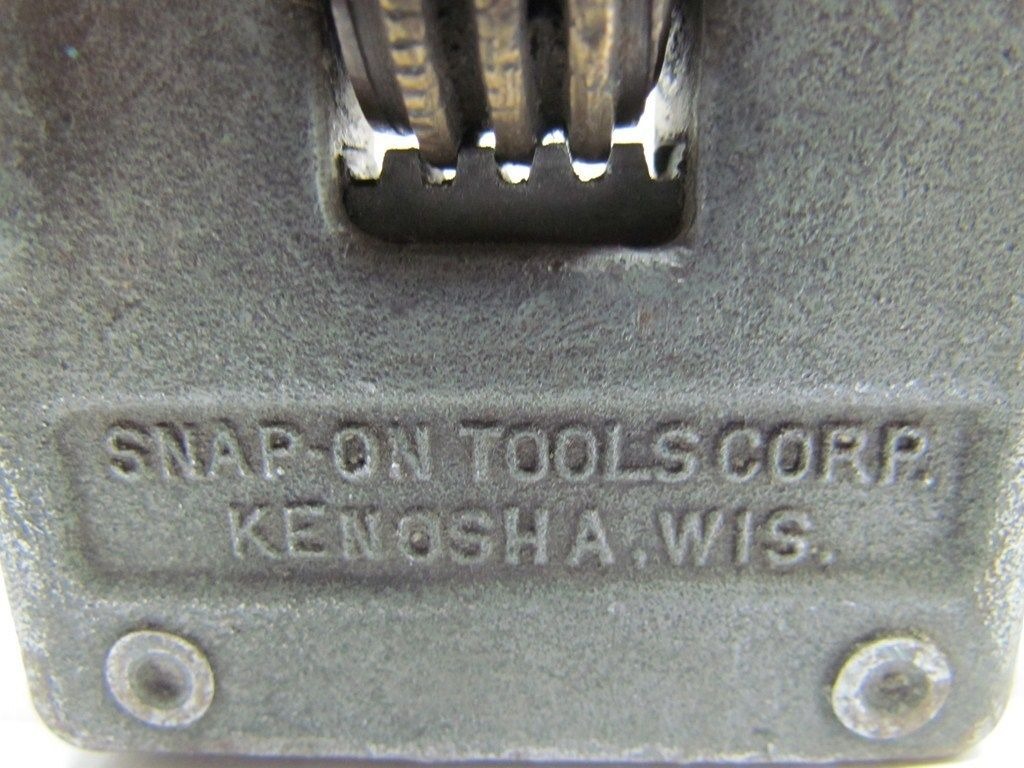 SNAP-ON TOOLS CORP.
KENOSHA, WIS.